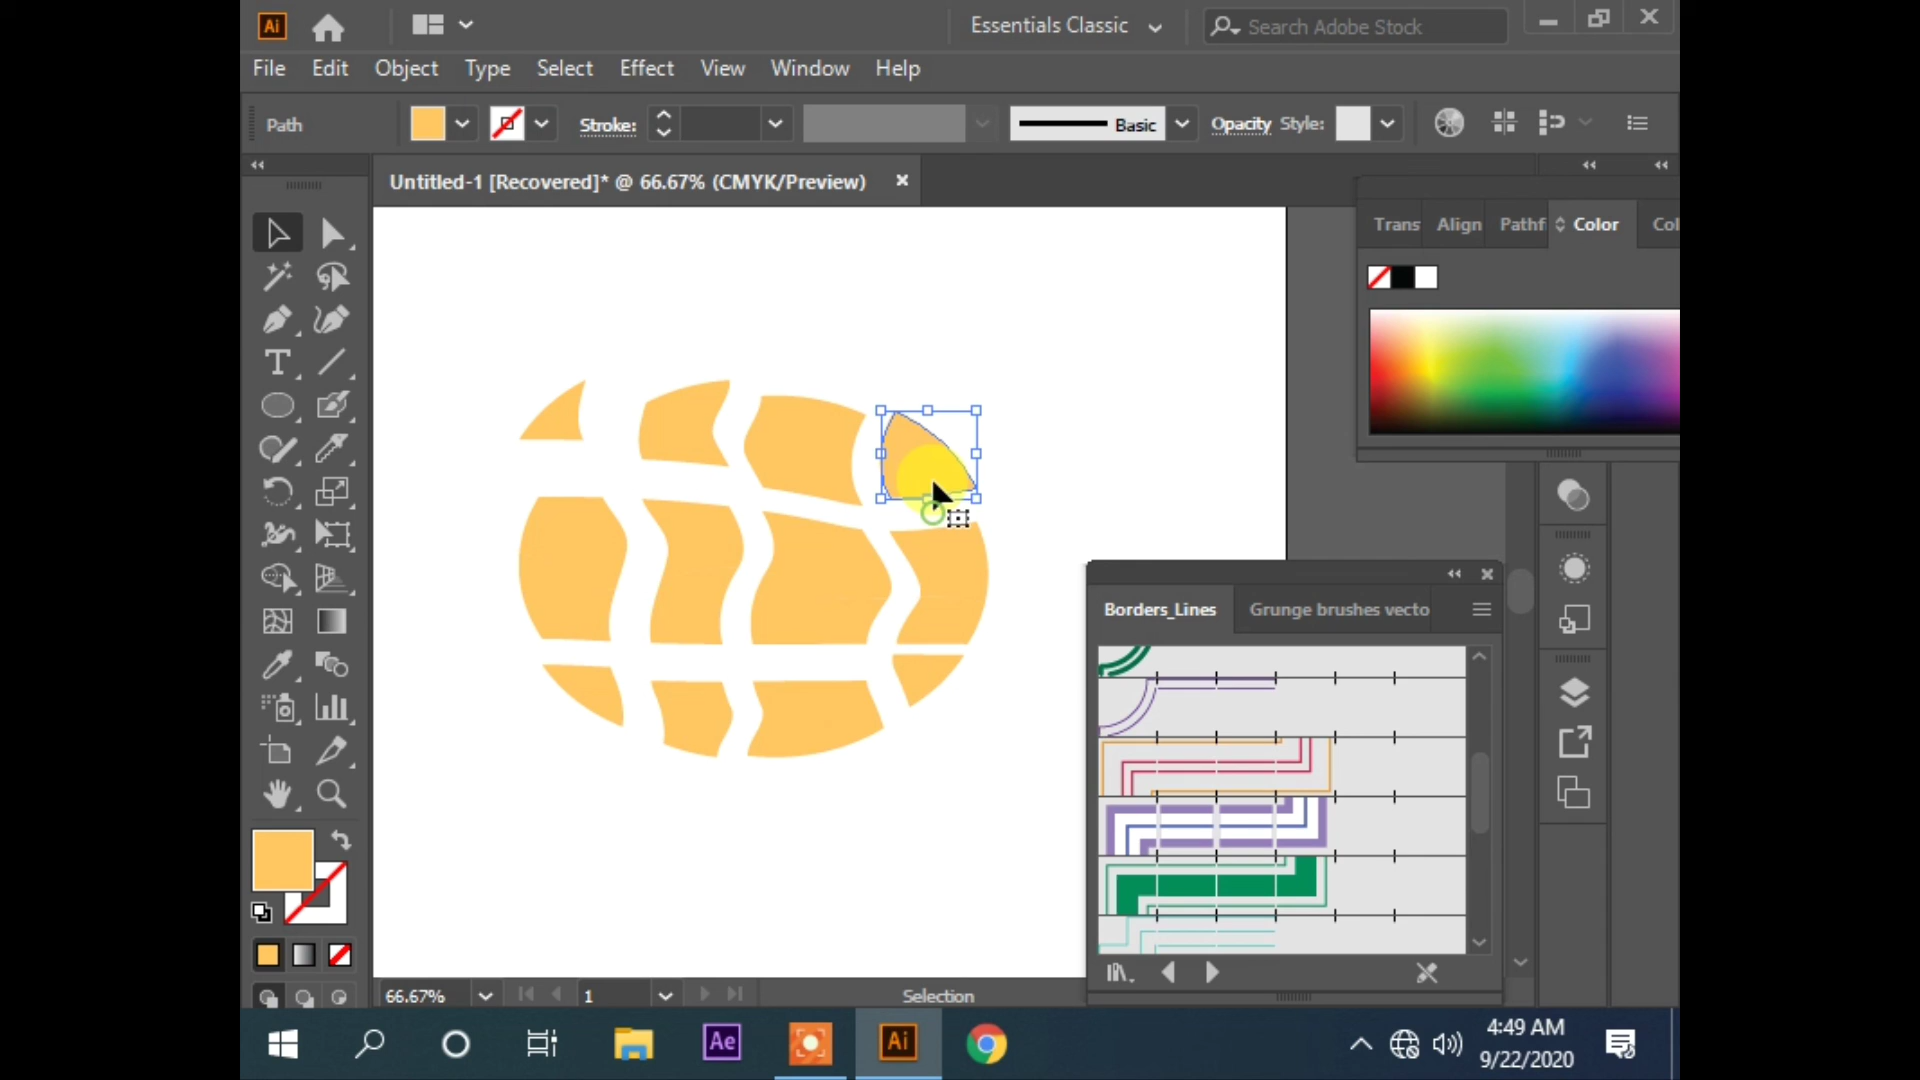 Ai
Essentials Classic
Search Adobe Stock
File Edit Object Type Select Effect View Window Help
Path
Stroke:
Basic
Opacity
Style:
Untitled-1 [Recovered]* @ 66.67% (CMYK/Preview)
Trans
Align
Pathf
Color
Col
T
Borders_Lines
Grunge brushes vecto
66.67%
1
Selection
Ae
Ai
4:49 AM
9/22/2020